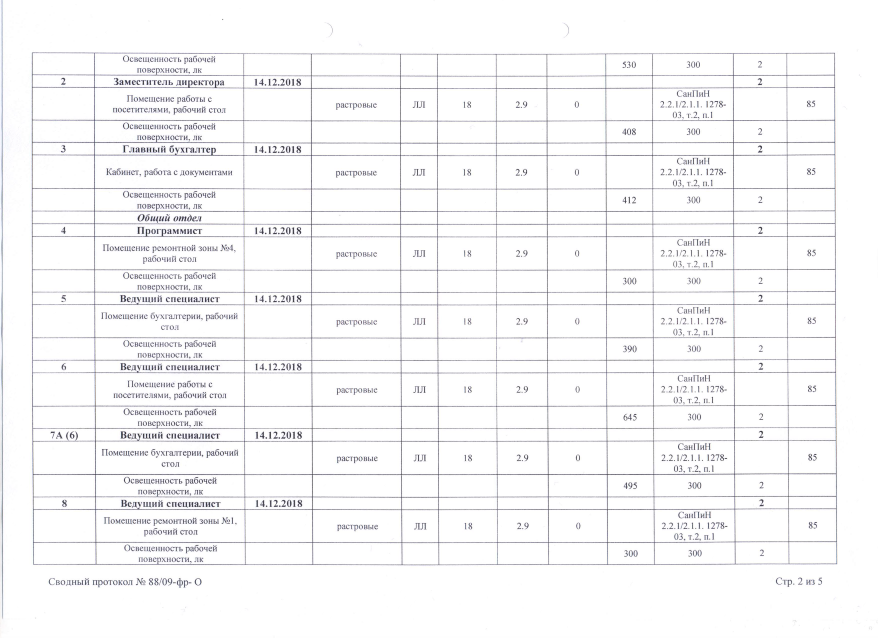 Освещенность рабочей
поверхности, лк 530 300 2
2 Заместитель директора 14.12.2018 2
Помещение работы с
посетителями, рабочий стол растровые ЛЛ 18 2.9 0 СанПиН
2.2.1/2.1.1. 1278-
03, т.2, п.1 85
Освещенность рабочей
поверхности, лк 408 300 2
3 Главный бухгалтер 14.12.2018 2
Кабинет, работа с документами растровые ЛЛ 18 2.9 0 СанПиН
2.2.1/2.1.1. 1278-
03, т.2, п.1 85
Освещенность рабочей
поверхности, лк 412 300 2
Общий отдел
4 Программист 14.12.2018 2
Помещение ремонтной зоны №4,
рабочий стол растровые ЛЛ 18 2.9 0 СанПиН
2.2.1/2.1.1. 1278-
03, т.2, п.1 85
Освещенность рабочей
поверхности, лк 300 300 2
5 Ведущий специалист 14.12.2018 2
Помещение бухгалтерии, рабочий
стол растровые ЛЛ 18 2.9 0 СанПиН
2.2.1/2.1.1. 1278-
03, т.2, п.1 85
Освещенность рабочей
поверхности, лк 390 300 2
6 Ведущий специалист 14.12.2018 2
Помещение работы с
посетителями, рабочий стол растровые ЛЛ 18 2.9 0 СанПиН
2.2.1/2.1.1. 1278-
03, т.2, п.1 85
Освещенность рабочей
поверхности, лк 645 300 2
7А (6) Ведущий специалист 14.12.2018 2
Помещение бухгалтерии, рабочий
стол растровые ЛЛ 18 2.9 0 СанПиН
2.2.1/2.1.1. 1278-
03, т.2, п.1 85
Освещенность рабочей
поверхности, лк 495 300 2
8 Ведущий специалист 14.12.2018 2
Помещение ремонтной зоны №1,
рабочий стол растровые ЛЛ 18 2.9 0 СанПиН
2.2.1/2.1.1. 1278-
03, т.2, п.1 85
Освещенность рабочей
поверхности, лк 300 300 2
Сводный протокол № 88/09-фр- О Стр. 2 из 5